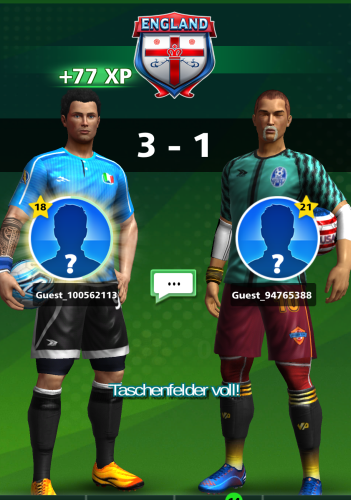 ENGLAND
+77 XP
3 - 1
18
21
?
?
Guest_100562113
Guest_94765388
...
Taschenfelder voll!